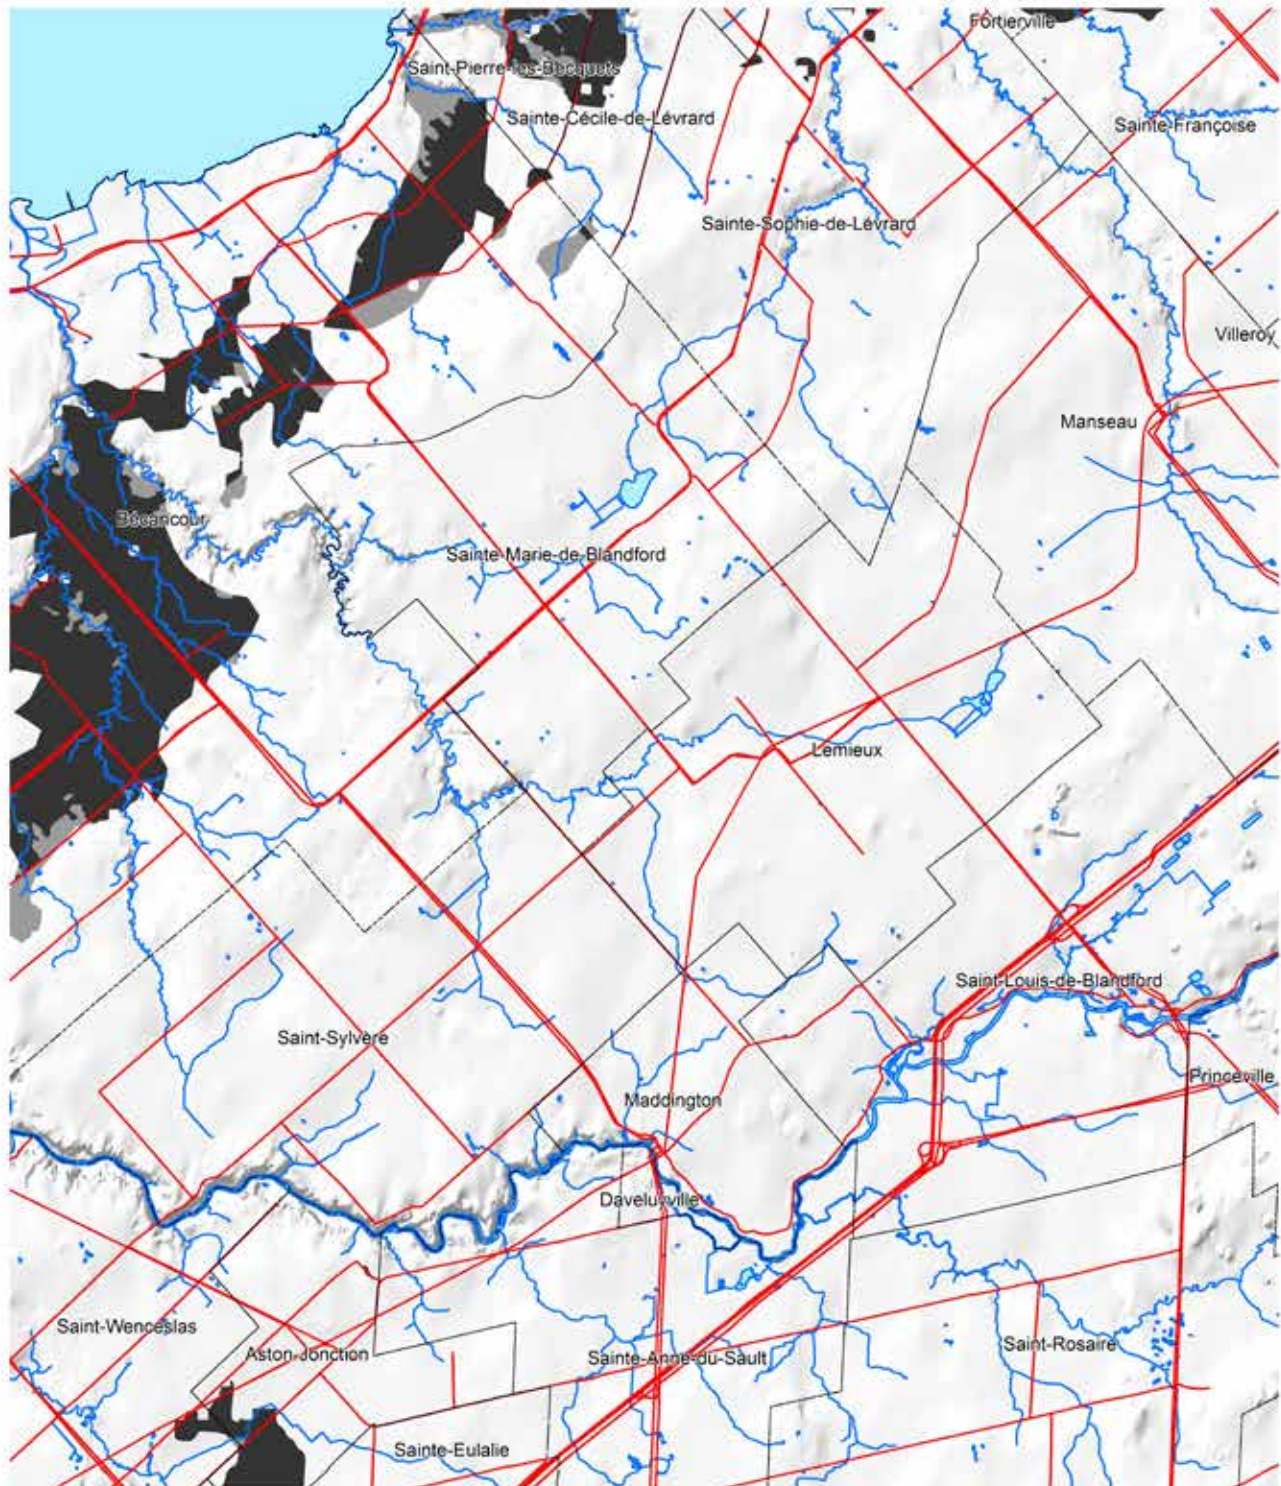 Fortierville
Saint-Pierre-les-Becquets
Sainte-Cécile-de-Lévrard
Sainte-Françoise
Sainte-Sophie-de-Lévrard
Villeroy
Manseau
Bécancour
Sainte-Marie-de-Blandford
Lemieux
Saint-Louis-de-Blandford
Saint-Sylvère
Princeville
Maddington
Daveluyville
Saint-Wenceslas
Aston-Jonction
Sainte-Anne-du-Sault
Saint-Rosaire
Sainte-Eulalie